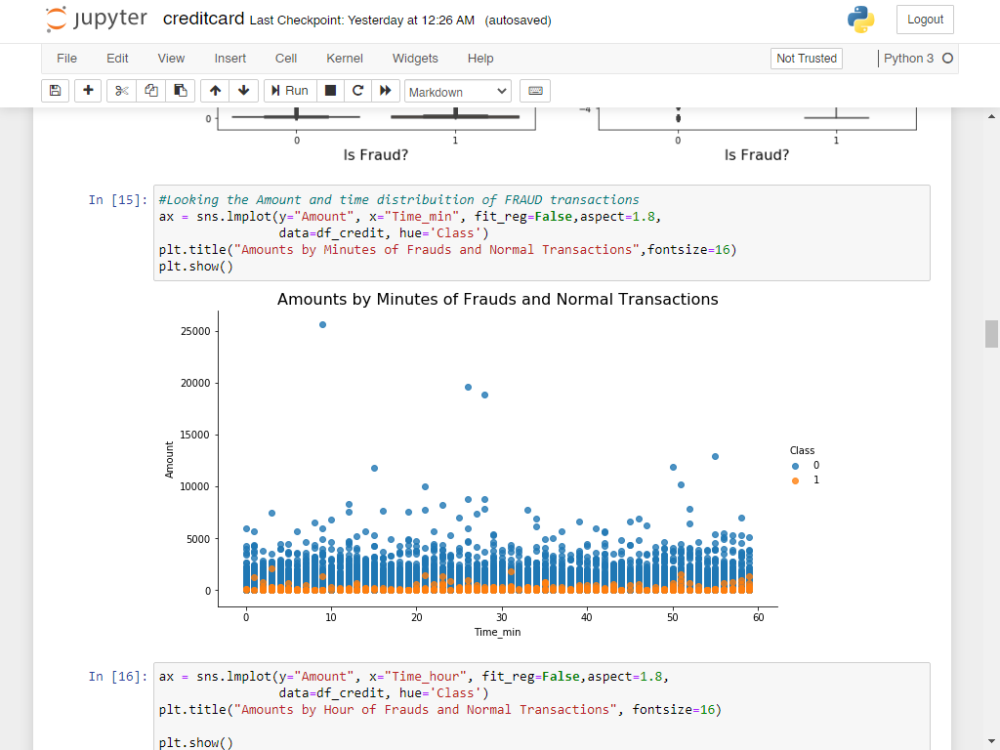 jupyter creditcard Last Checkpoint: Yesterday at 12:26 AM (autosaved)
Logout
File Edit View Insert Cell Kernel Widgets Help
Not Trusted
Python 3
Run
Markdown
0
−4
0 1
0 1
Is Fraud?
Is Fraud?
In [15]:
#Looking the Amount and time distribuition of FRAUD transactions
ax = sns.lmplot(y="Amount", x="Time_min", fit_reg=False,aspect=1.8,
data=df_credit, hue='Class')
plt.title("Amounts by Minutes of Frauds and Normal Transactions",fontsize=16)
plt.show()
Amounts by Minutes of Frauds and Normal Transactions
25000
20000
15000
10000
5000
0
Amount
0 10 20 30 40 50 60
Time_min
Class
0
1
In [16]:
ax = sns.lmplot(y="Amount", x="Time_hour", fit_reg=False,aspect=1.8,
data=df_credit, hue='Class')
plt.title("Amounts by Hour of Frauds and Normal Transactions", fontsize=16)
plt.show()